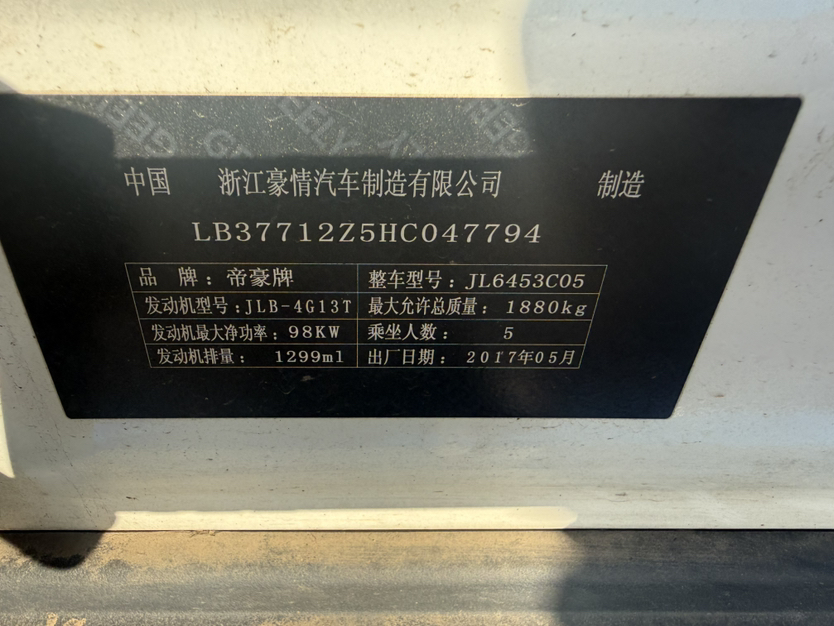 GEELY GEELY
中国 浙江豪情汽车制造有限公司 制造
LB37712Z5HC047794
品 牌：帝豪牌 整车型号：JL6453C05
发动机型号：JLB-4G13T 最大允许总质量：1880kg
发动机最大净功率：98KW 乘坐人数：5
发动机排量：1299ml 出厂日期：2017年05月